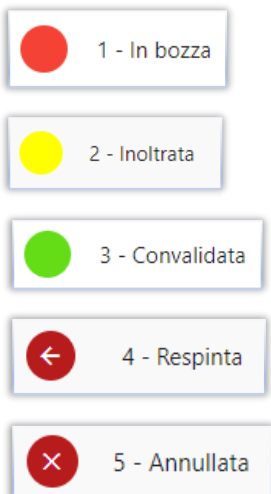 1 - In bozza
2 - Inoltrata
3 - Convalidata
4 - Respinta
5 - Annullata